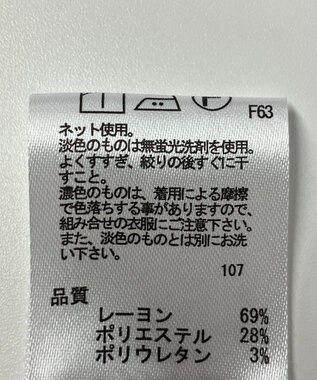 F63
ネット使用。
淡色のものは無蛍光洗剤を使用。
よくすすぎ、絞りの後すぐに干
すこと。
濃色のものは、着用による摩擦
で色落ちする事がありますので、
組み合せの衣服にご注意下さい。
また、淡色のものとは別にお洗
い下さい。
107
品質
レーヨン 69%
ポリエステル 28%
ポリウレタン 3%